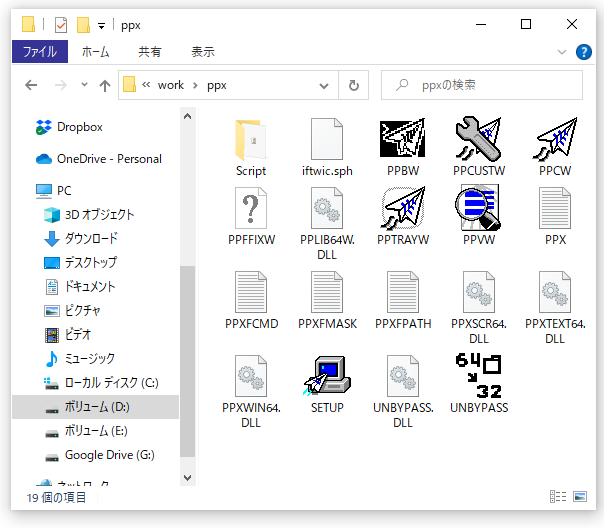 ppx
ファイル ホーム 共有 表示
work ppx ppxの検索
Dropbox
OneDrive - Personal
PC
3D オブジェクト
ダウンロード
デスクトップ
ドキュメント
ピクチャ
ビデオ
ミュージック
ローカル ディスク (C:)
ボリューム (D:)
ボリューム (E:)
Google Drive (G:)
ネットワーク
Script iftwic.sph PPBW PPCUSTW PPCW
PPFFIXW PPLIB64W. PPTRAYW PPVW PPX
DLL
PPXFCMD PPXFMASK PPXFPATH PPXSCR64. PPXTEXT64.
DLL DLL
64
32
PPXWIN64. SETUP UNBYPASS. UNBYPASS
DLL DLL
19 個の項目